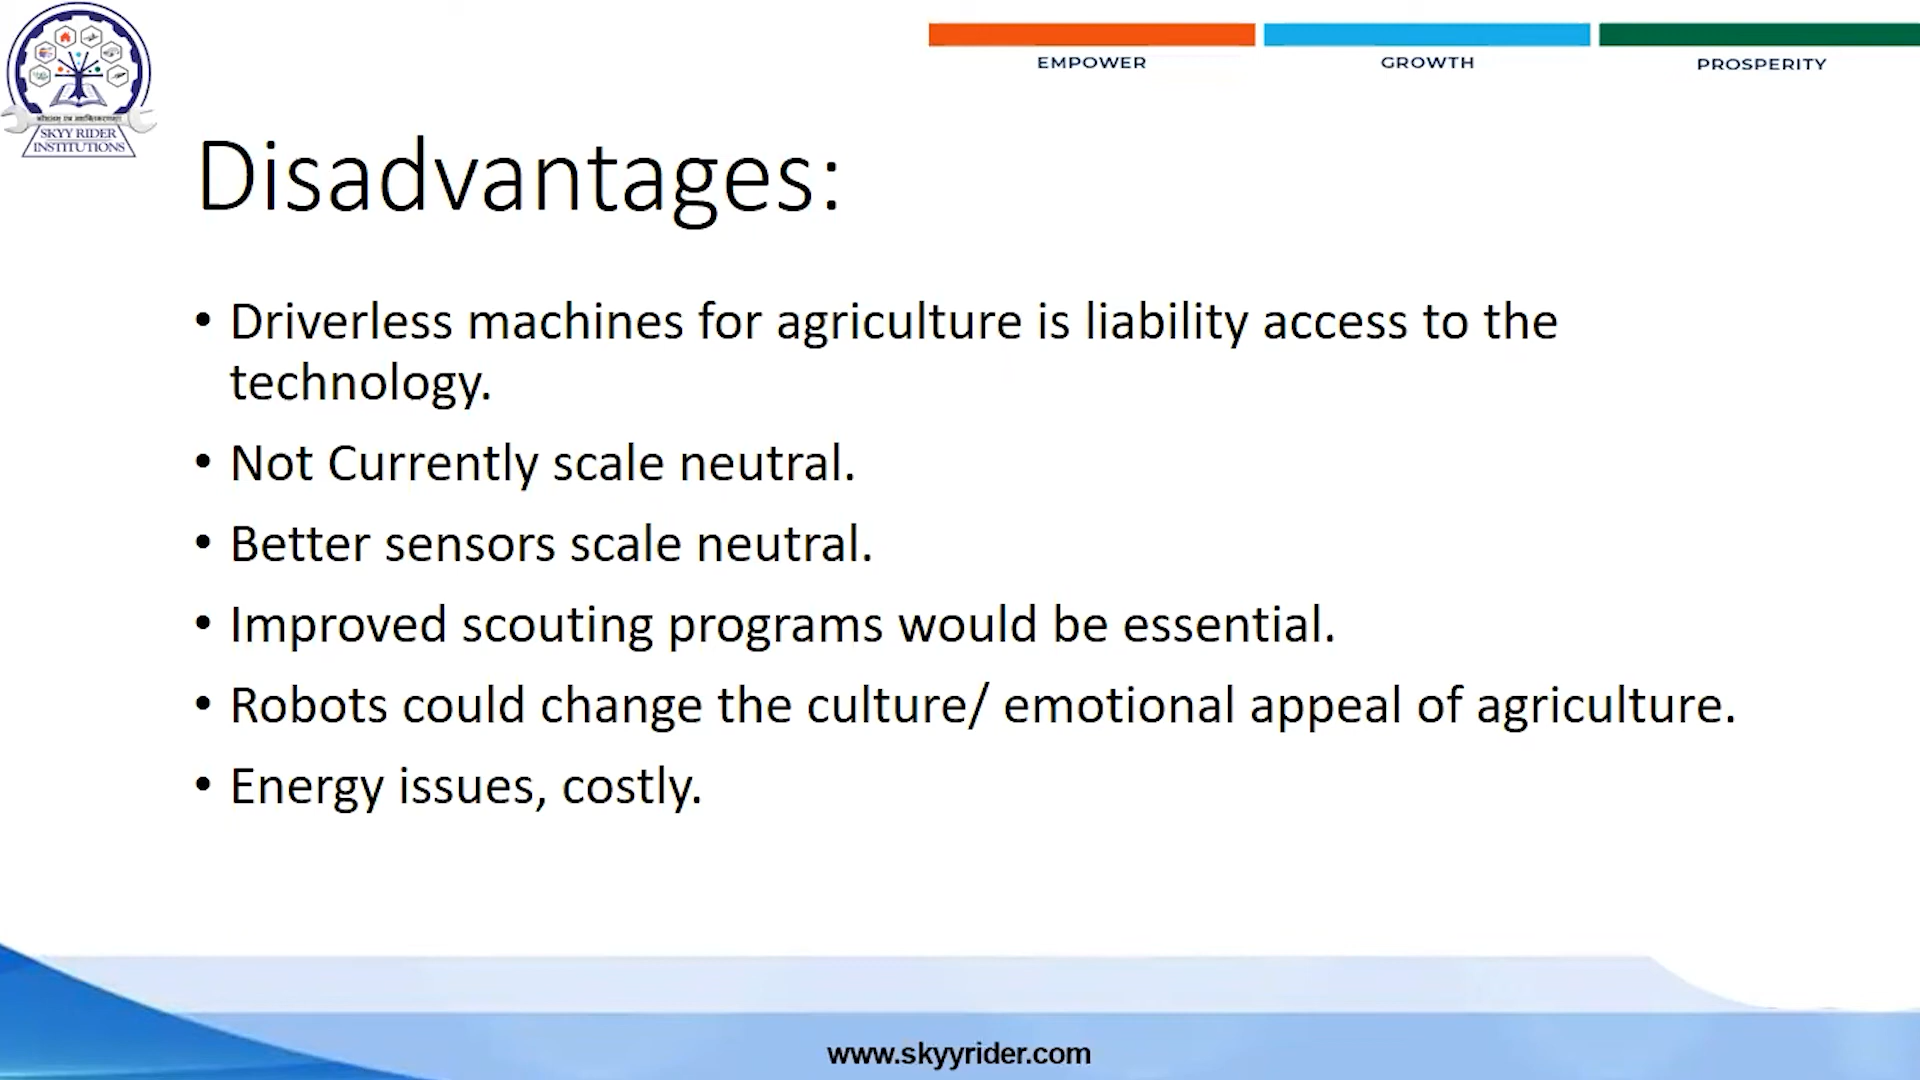 EMPOWER
GROWTH
PROSPERITY
SKYY RIDER
INSTITUTIONS
Disadvantages:
• Driverless machines for agriculture is liability access to the
technology.
• Not Currently scale neutral.
• Better sensors scale neutral.
• Improved scouting programs would be essential.
• Robots could change the culture/ emotional appeal of agriculture.
• Energy issues, costly.
www.skyyrider.com